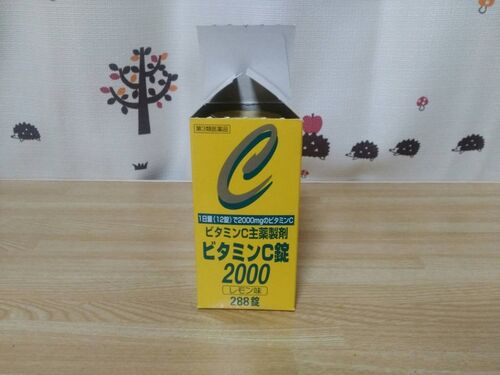 第3類医薬品
C
1日量(12錠)で2000mgのビタミンC
ビタミンC主薬製剤
ビタミンC錠
2000
レモン味
288錠